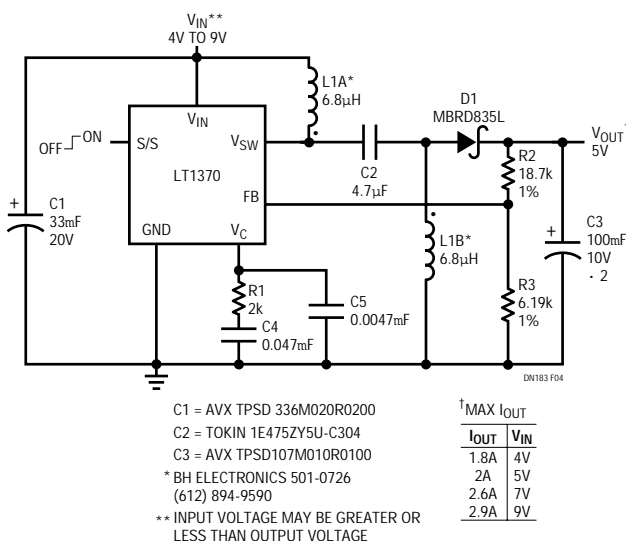 VIN**
4V TO 9V
L1A*
6.8µH
D1
MBRD835L
OFF ON
S/S
VIN
VSW
LT1370
FB
GND
VC
C2
4.7µF
VOUT†
5V
R2
18.7k
1%
+
C1
33mF
20V
L1B*
6.8µH
+
C3
100mF
10V
· 2
R1
2k
C4
0.047mF
C5
0.0047mF
R3
6.19k
1%
DN183 F04
C1 = AVX TPSD 336M020R0200
C2 = TOKIN 1E475ZY5U-C304
C3 = AVX TPSD107M010R0100
* BH ELECTRONICS 501-0726
(612) 894-9590
** INPUT VOLTAGE MAY BE GREATER OR
LESS THAN OUTPUT VOLTAGE
†MAX IOUT
IOUT VIN
1.8A 4V
2A 5V
2.6A 7V
2.9A 9V